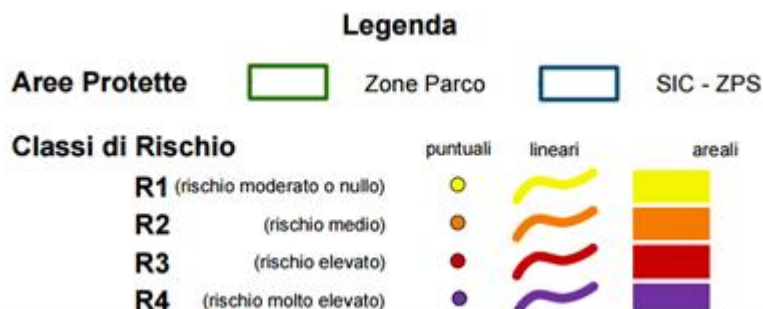 Legenda
Aree Protette Zone Parco SIC - ZPS
Classi di Rischio puntuali lineari areali
R1 (rischio moderato o nullo)
R2 (rischio medio)
R3 (rischio elevato)
R4 (rischio molto elevato)